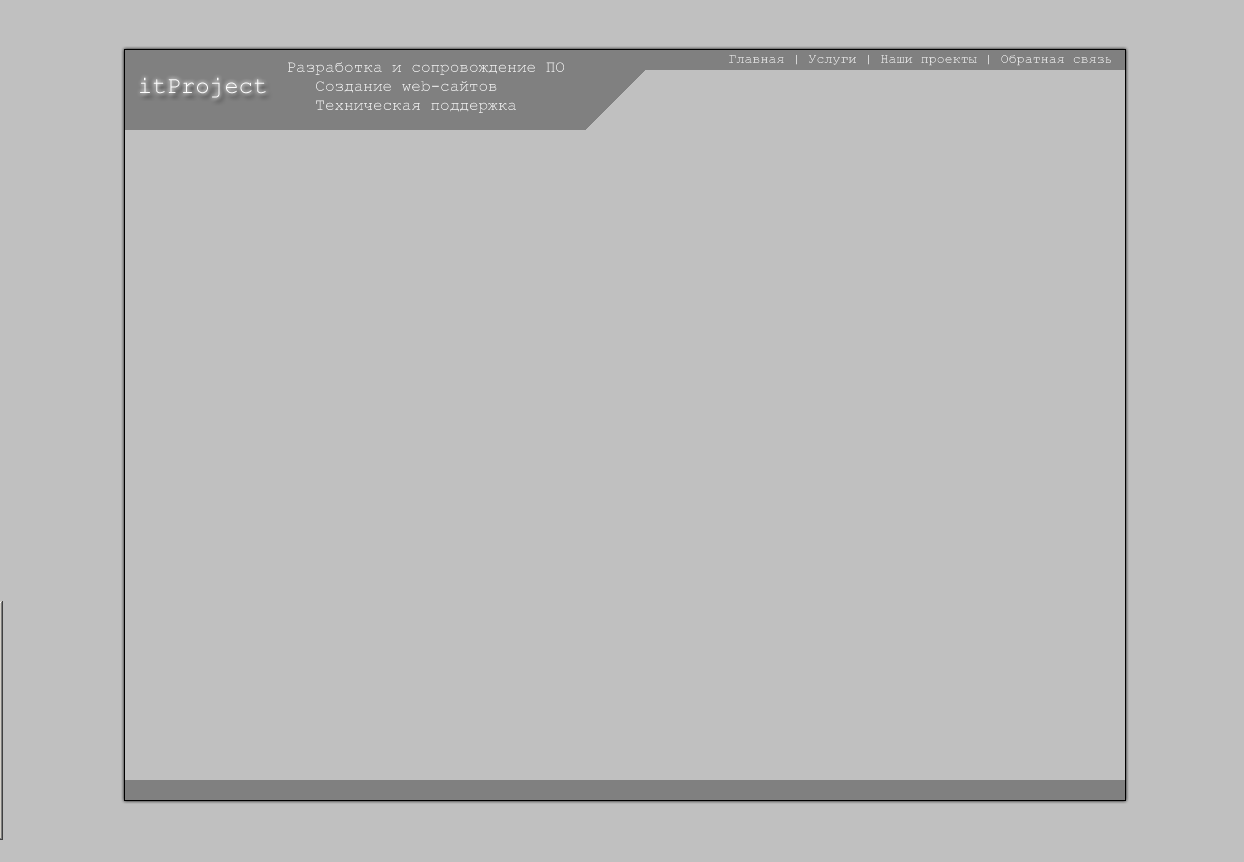 itProject
Разработка и сопровождение ПО
Создание web-сайтов
Техническая поддержка
Главная | Услуги | Наши проекты | Обратная связь